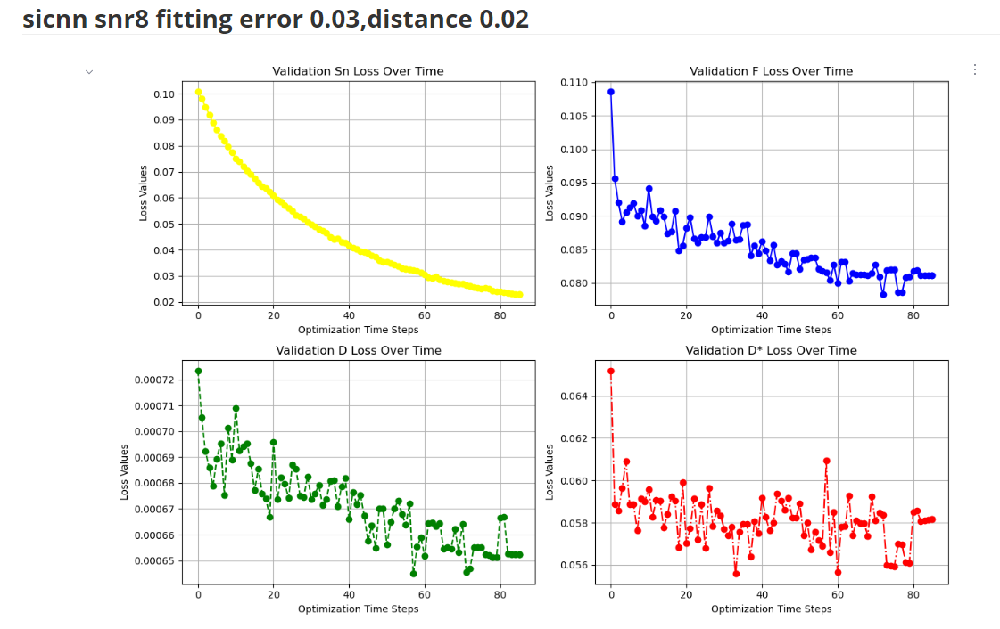 sicnn snr8 fitting error 0.03,distance 0.02
Validation Sn Loss Over Time
Loss Values
0.10
0.09
0.08
0.07
0.06
0.05
0.04
0.03
0.02
0 20 40 60 80
Optimization Time Steps
Validation F Loss Over Time
Loss Values
0.110
0.105
0.100
0.095
0.090
0.085
0.080
0 20 40 60 80
Optimization Time Steps
Validation D Loss Over Time
Loss Values
0.00072
0.00071
0.00070
0.00069
0.00068
0.00067
0.00066
0.00065
0 20 40 60 80
Optimization Time Steps
Validation D* Loss Over Time
Loss Values
0.064
0.062
0.060
0.058
0.056
0 20 40 60 80
Optimization Time Steps